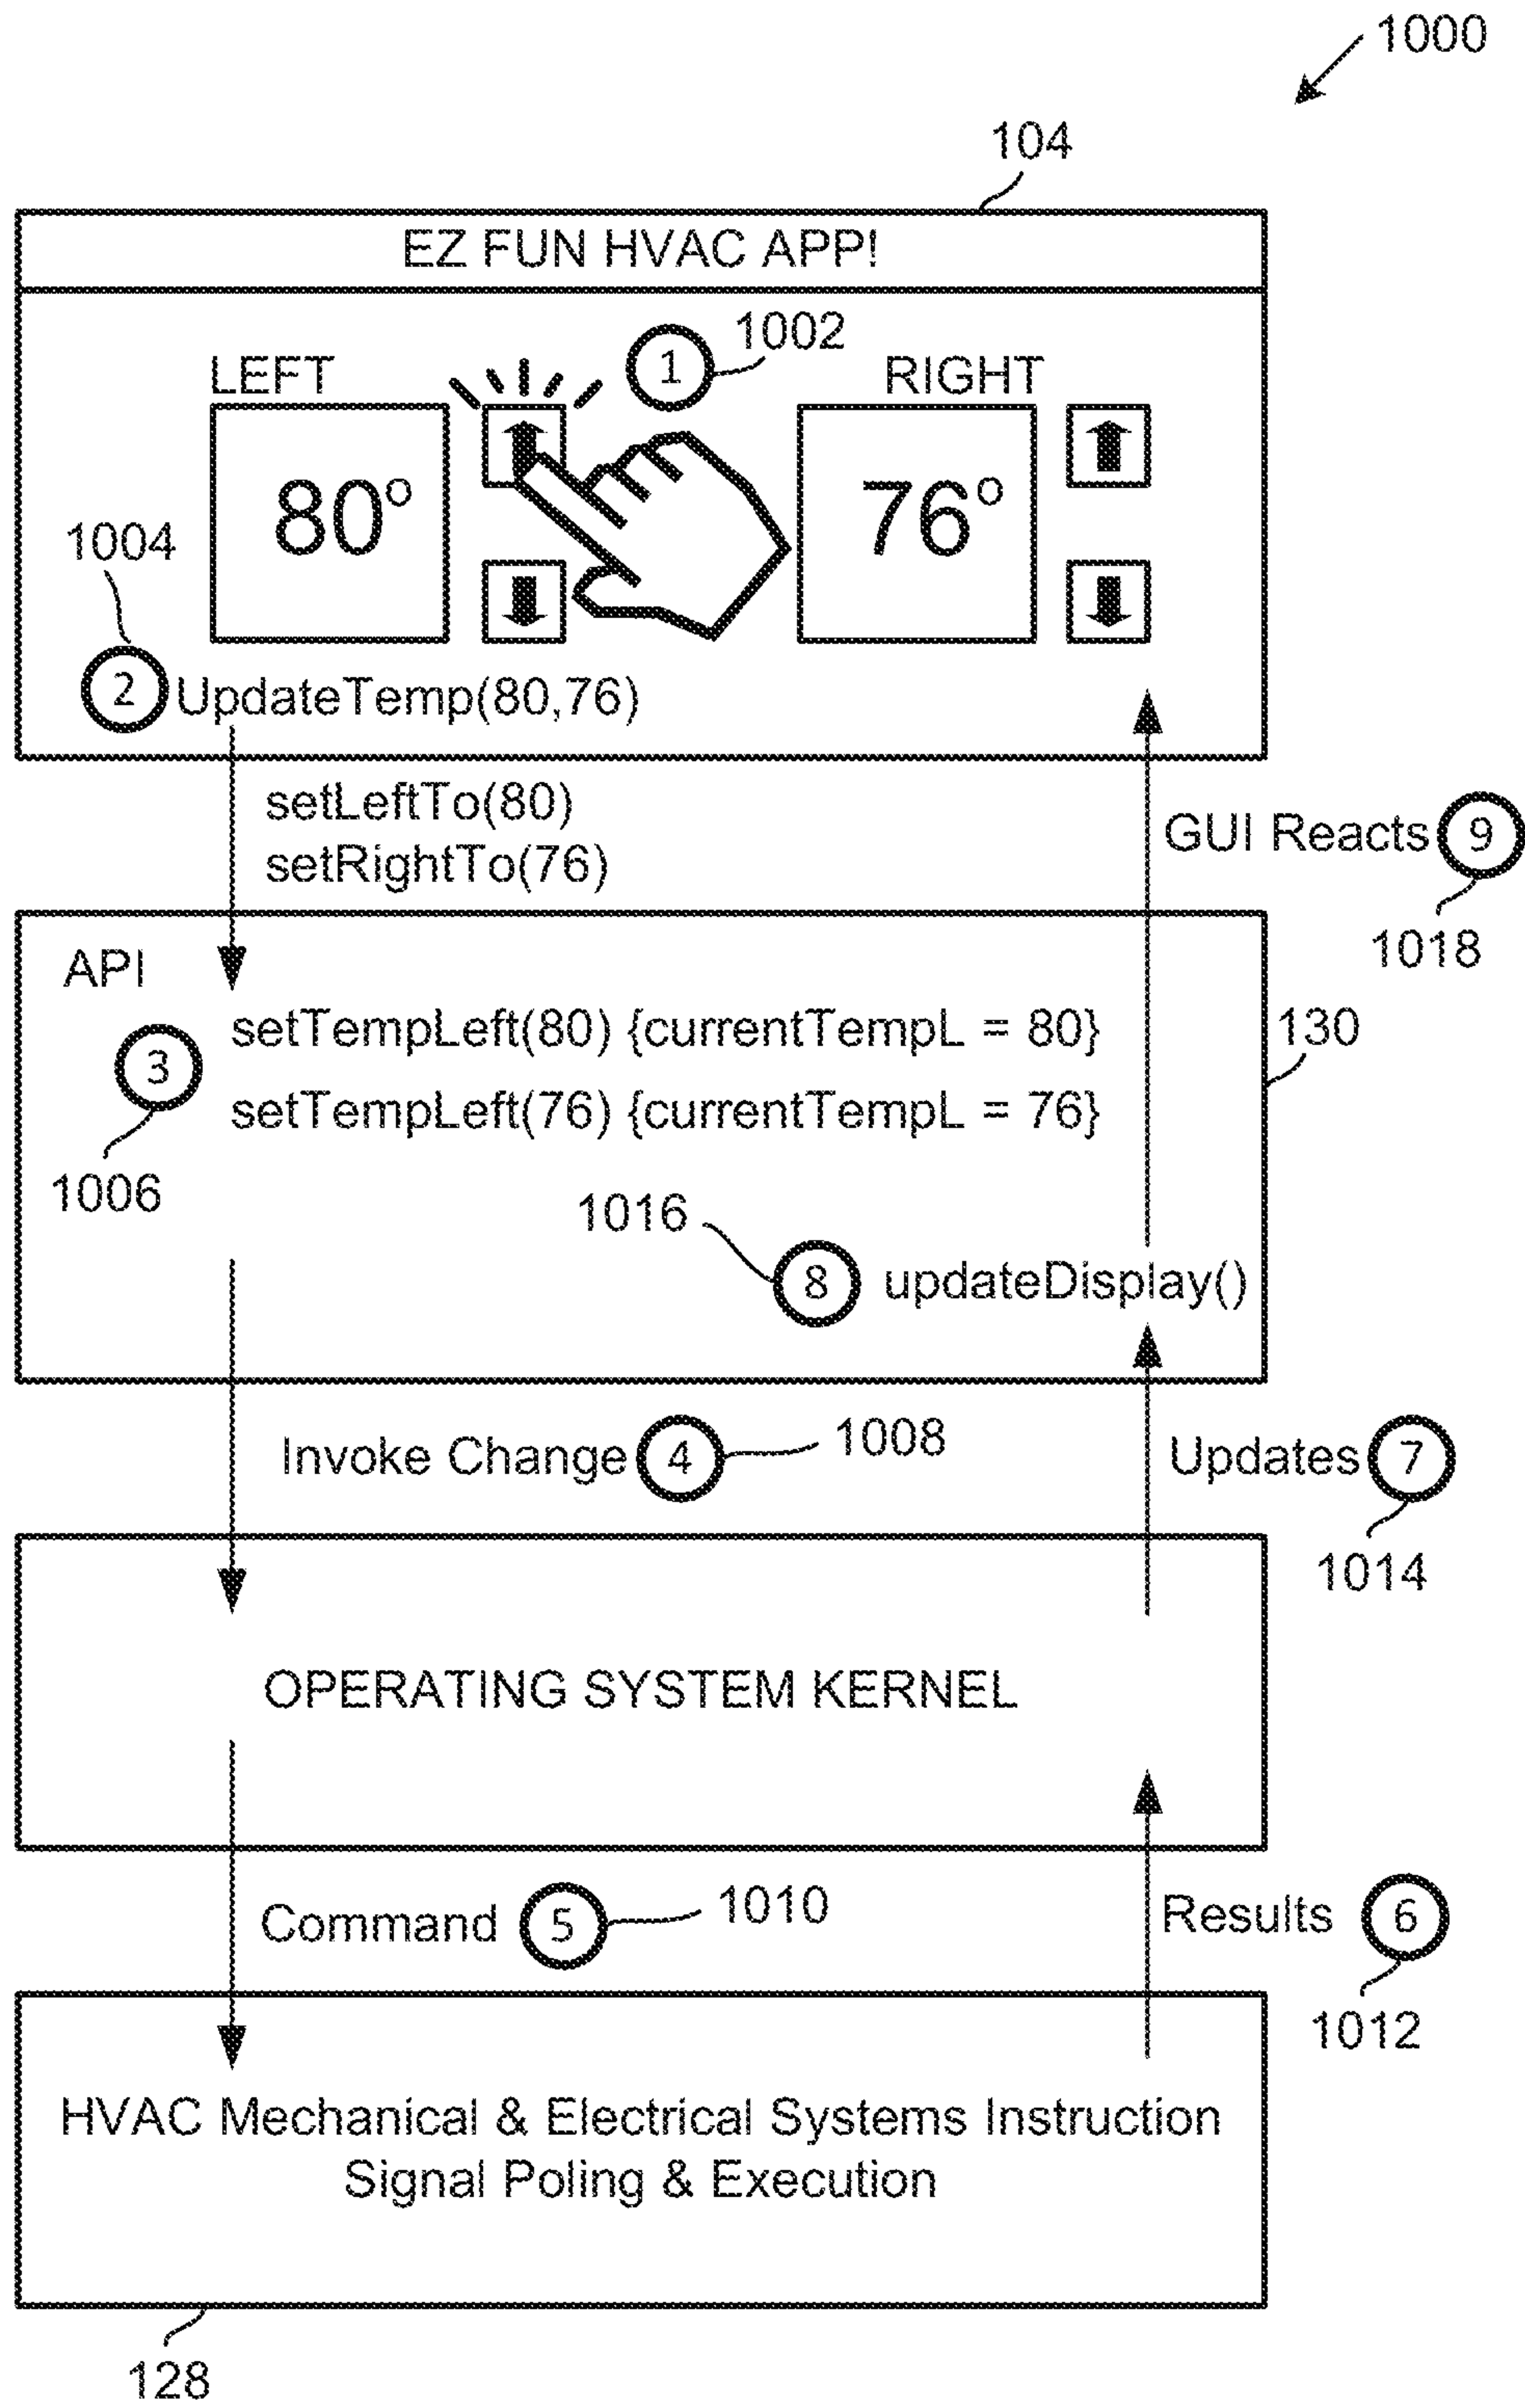 1000
104
EZ FUN HVAC APP!
1 1002
LEFT
RIGHT
80°
76°
1004
2 UpdateTemp(80,76)
setLeftTo(80)
setRightTo(76)
GUI Reacts 9
1018
API
130
3
setTempLeft(80) {currentTempL = 80}
setTempLeft(76) {currentTempL = 76}
1006
1016
8 updateDisplay()
Invoke Change 4 1008
Updates 7
1014
OPERATING SYSTEM KERNEL
Command 5 1010
Results 6
1012
HVAC Mechanical & Electrical Systems Instruction
Signal Poling & Execution
128